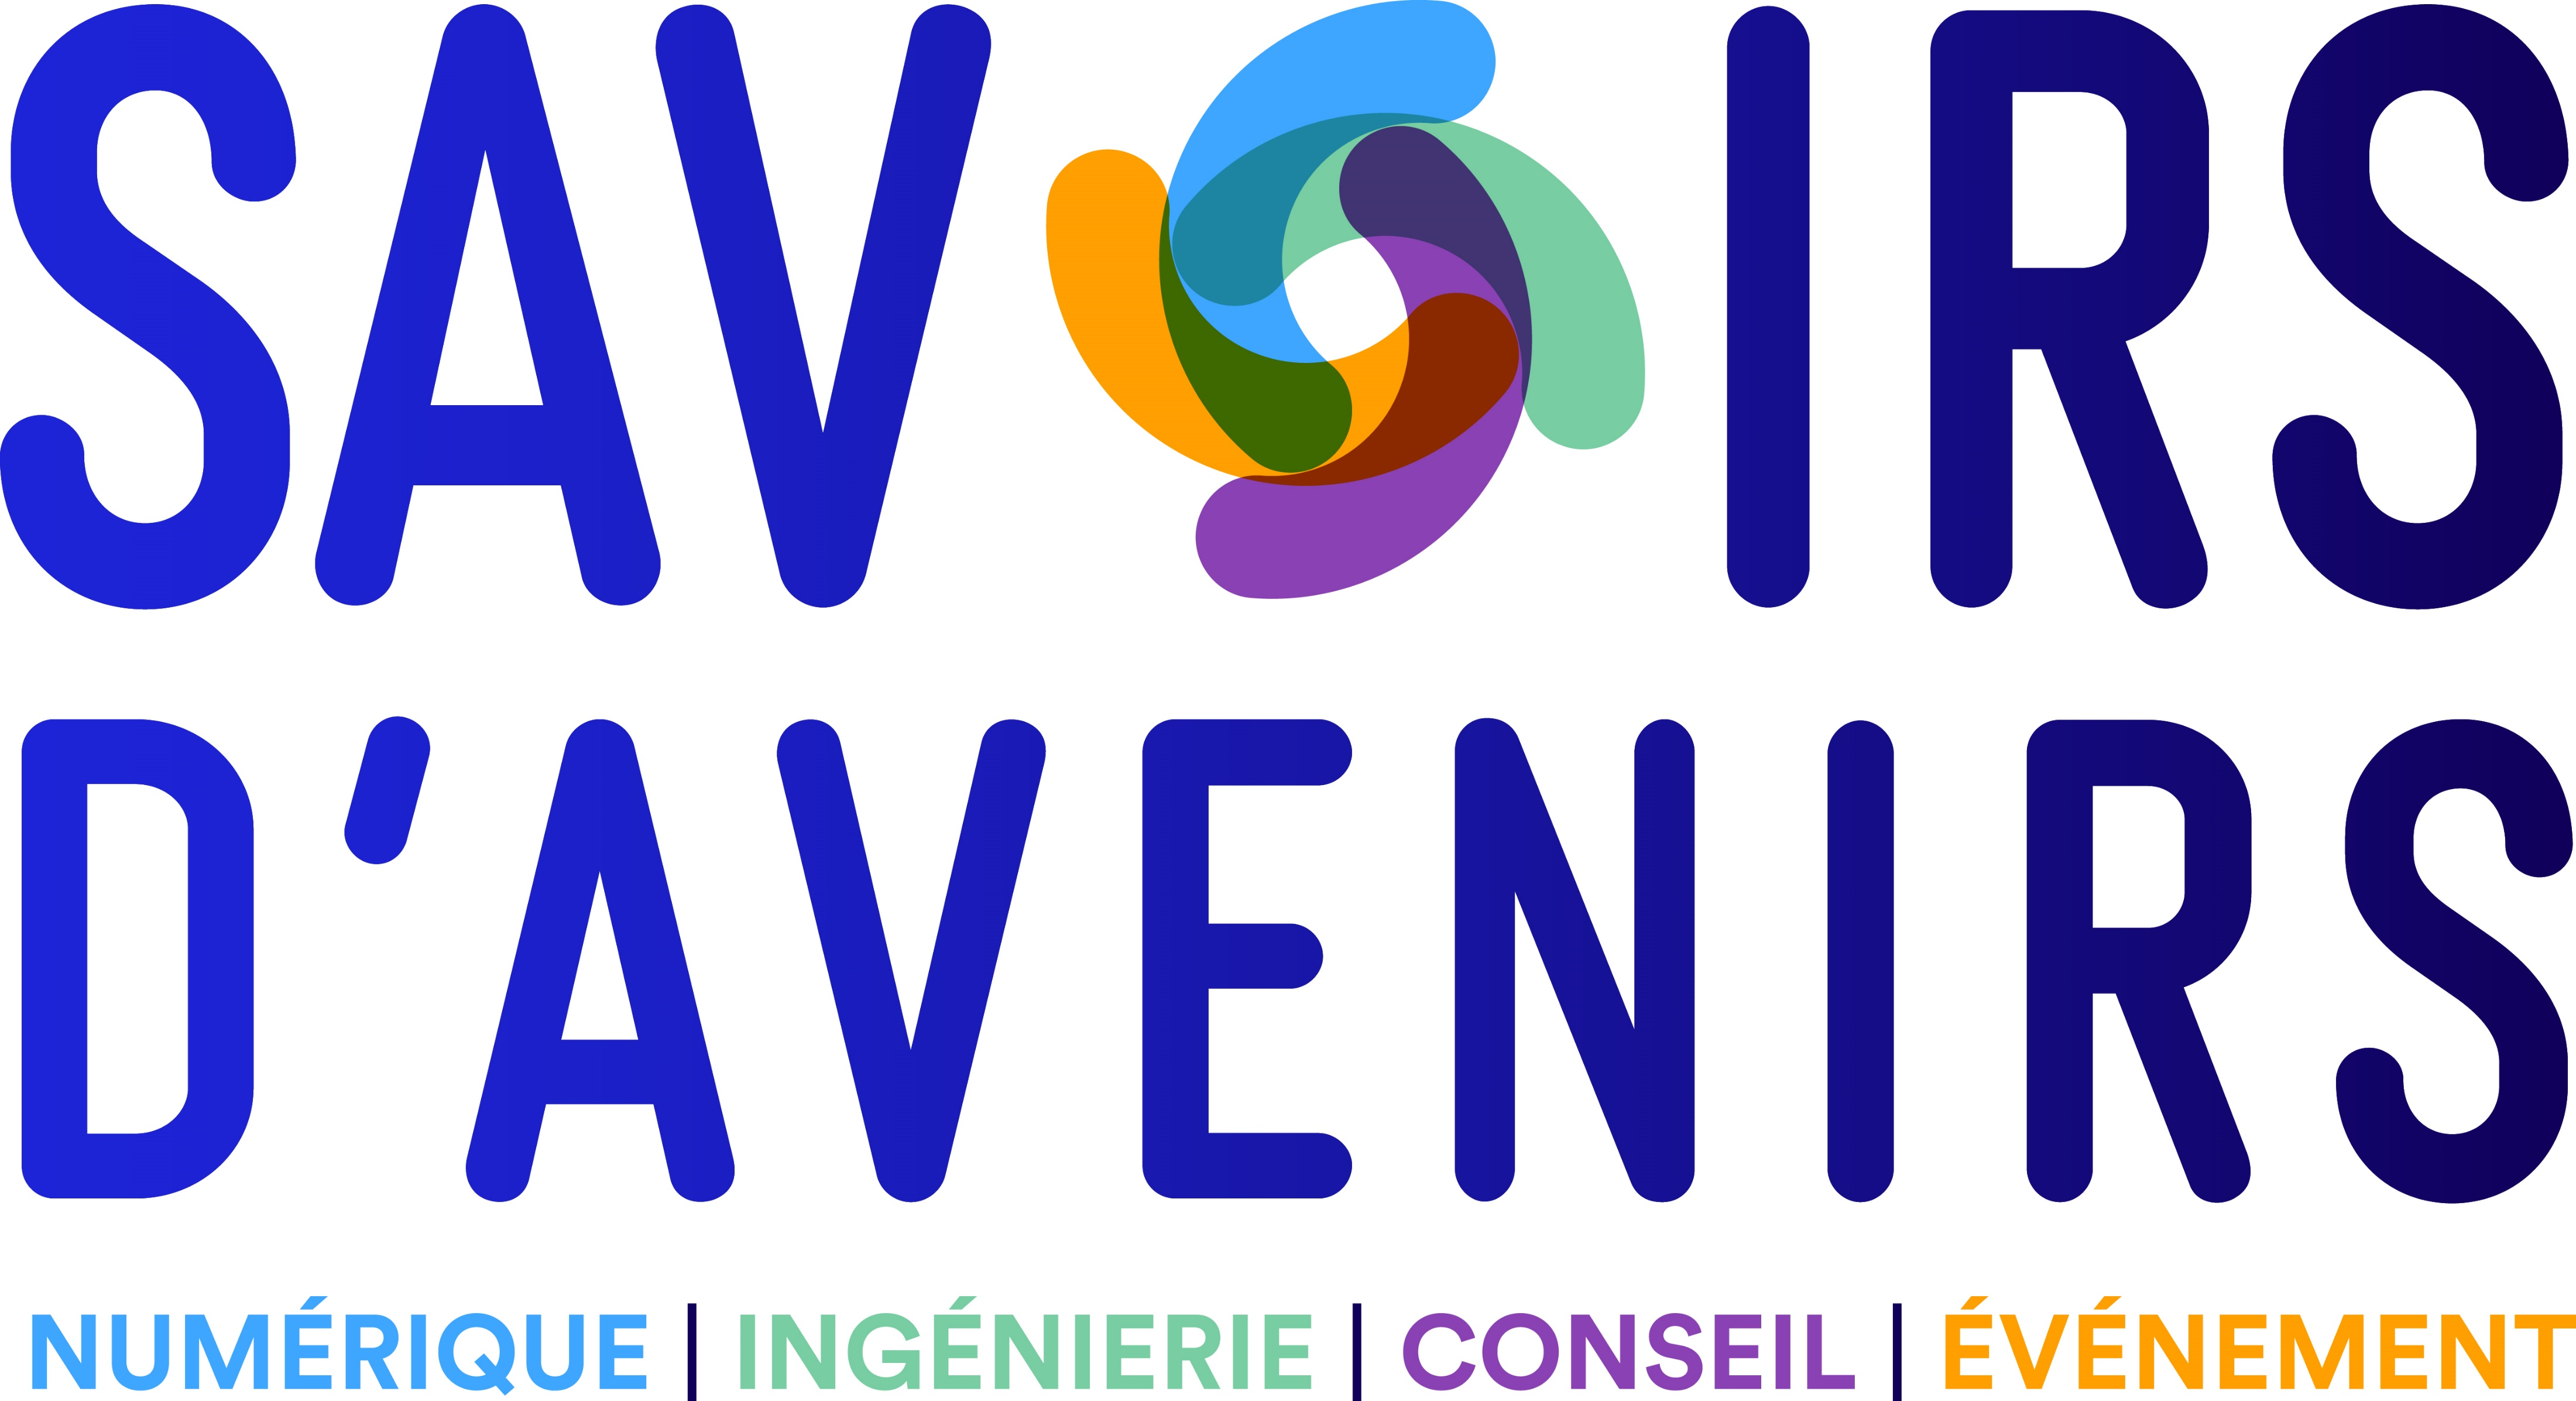 SAVOIRS
D'AVENIRS
NUMÉRIQUE | INGÉNIERIE | CONSEIL | ÉVÉNEMENT